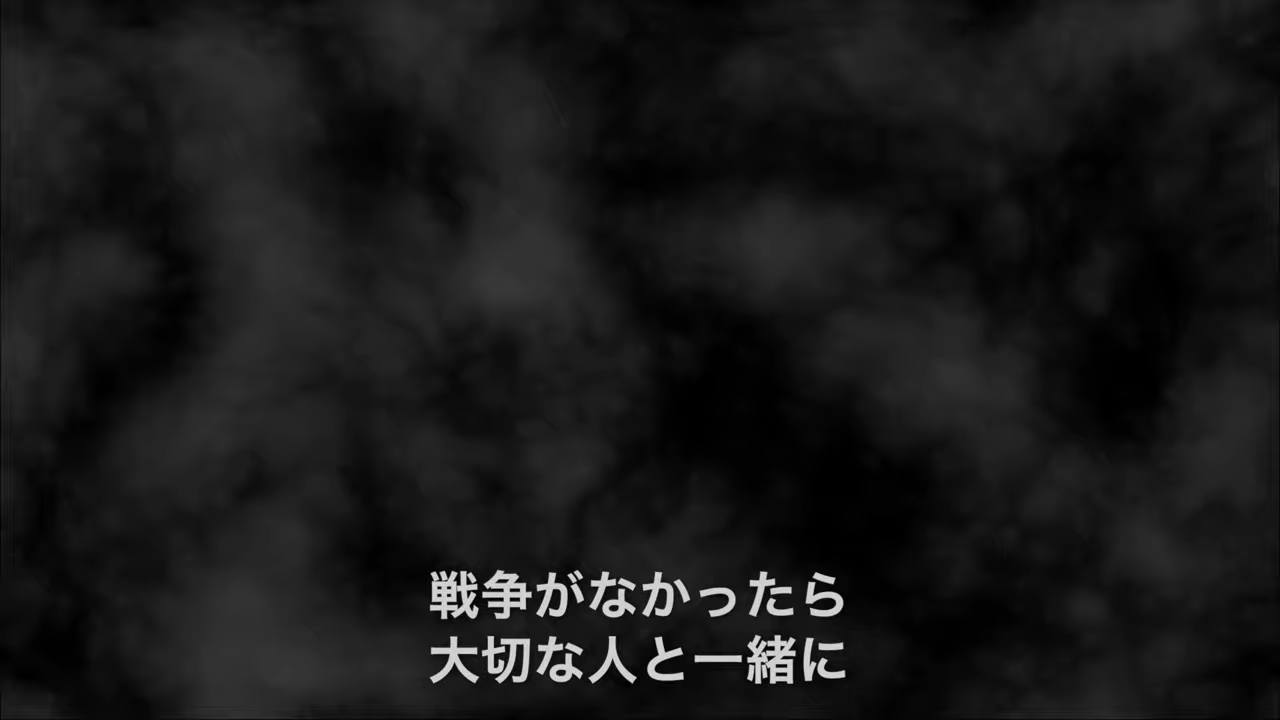 戦争がなかったら
大切な人と一緒に